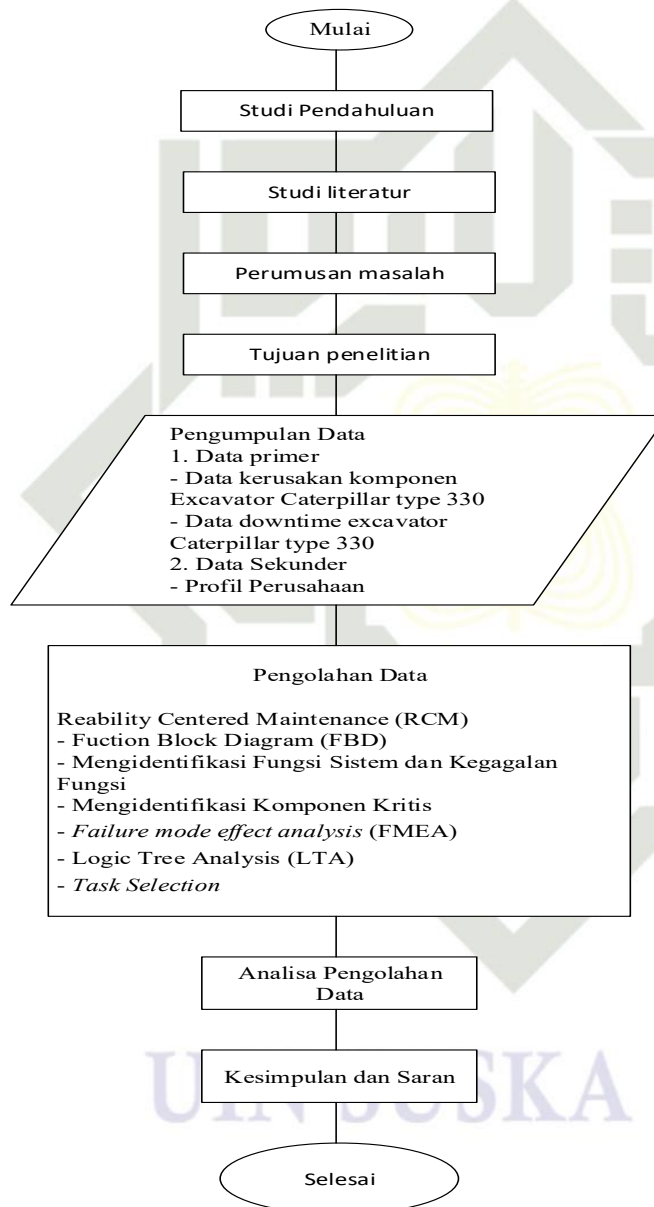 Mulai
Studi Pendahuluan
Studi literatur
Perumusan masalah
Tujuan penelitian
Pengumpulan Data
1. Data primer
- Data kerusakan komponen
Excavator Caterpillar type 330
- Data downtime excavator
Caterpillar type 330
2. Data Sekunder
- Profil Perusahaan
Pengolahan Data
Reability Centered Maintenance (RCM)
- Fuction Block Diagram (FBD)
- Mengidentifikasi Fungsi Sistem dan Kegagalan
Fungsi
- Mengidentifikasi Komponen Kritis
- Failure mode effect analysis (FMEA)
- Logic Tree Analysis (LTA)
- Task Selection
Analisa Pengolahan
Data
Kesimpulan dan Saran
UIN SUSKA
Selesai